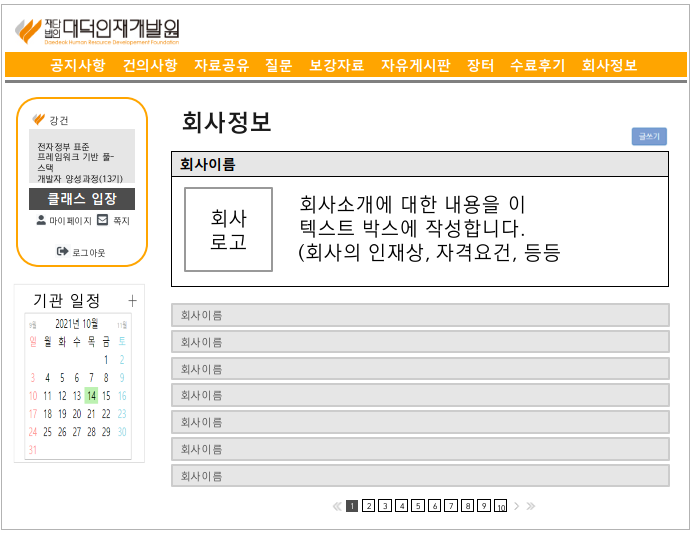 재단
법인 대덕인재개발원
Daedeok Human Resource Developement Foundation
공지사항 건의사항 자료공유 질문 보강자료 자유게시판 장터 수료후기 회사정보
강건
전자정부 표준
프레임워크 기반 풀-
스택
개발자 양성과정(13기)
클래스 입장
마이페이지 쪽지
로그아웃
기관 일정 +
9월 2021년 10월 11월
일 월 화 수 목 금 토
1 2
3 4 5 6 7 8 9
10 11 12 13 14 15 16
17 18 19 20 21 22 23
24 25 26 27 28 29 30
31
회사정보
글쓰기
회사이름
회사
로고
회사소개에 대한 내용을 이
텍스트 박스에 작성합니다.
(회사의 인재상, 자격요건, 등등
회사이름
회사이름
회사이름
회사이름
회사이름
회사이름
회사이름
≪ 1 2 3 4 5 6 7 8 9 10 > ≫